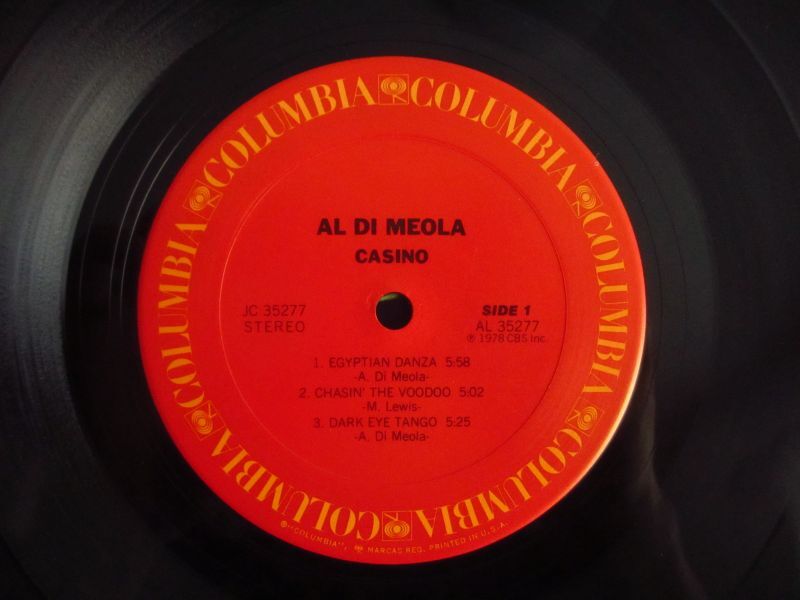 COLUMBIA COLUMBIA COLUMBIA COLUMBIA COLUMBIA COLUMBIA
AL DI MEOLA
CASINO
JC 35277
STEREO
SIDE 1
AL 35277
℗ 1978 CBS Inc.
1. EGYPTIAN DANZA 5:58
-A. Di Meola-
2. CHASIN' THE VOODOO 5:02
-M. Lewis-
3. DARK EYE TANGO 5:25
-A. Di Meola-
®"COLUMBIA", MARCAS REG. PRINTED IN U.S.A.